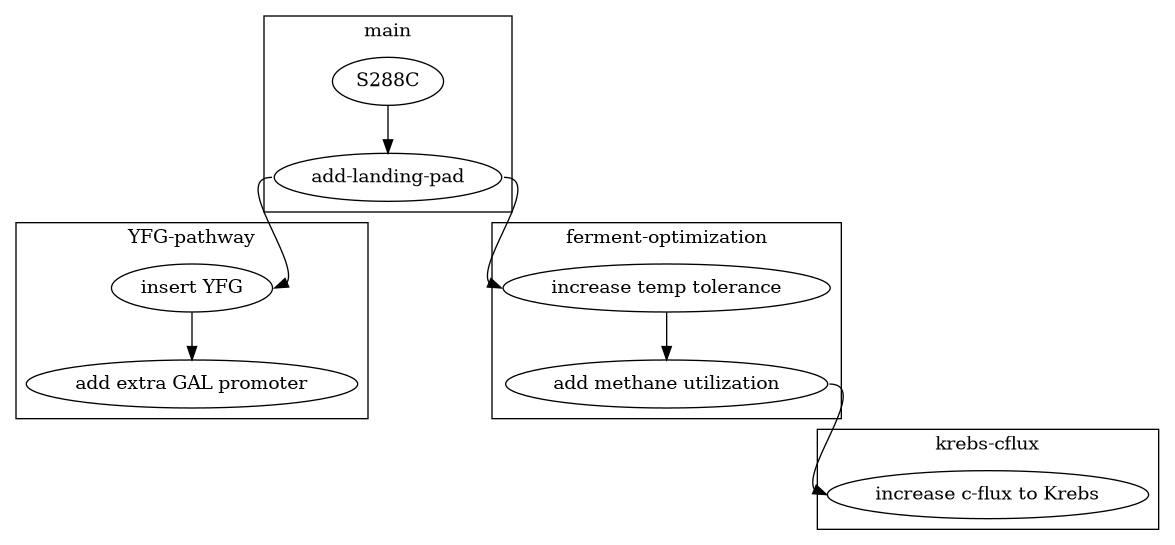 main
S288C
add-landing-pad
YFG-pathway
insert YFG
add extra GAL promoter
ferment-optimization
increase temp tolerance
add methane utilization
krebs-cflux
increase c-flux to Krebs